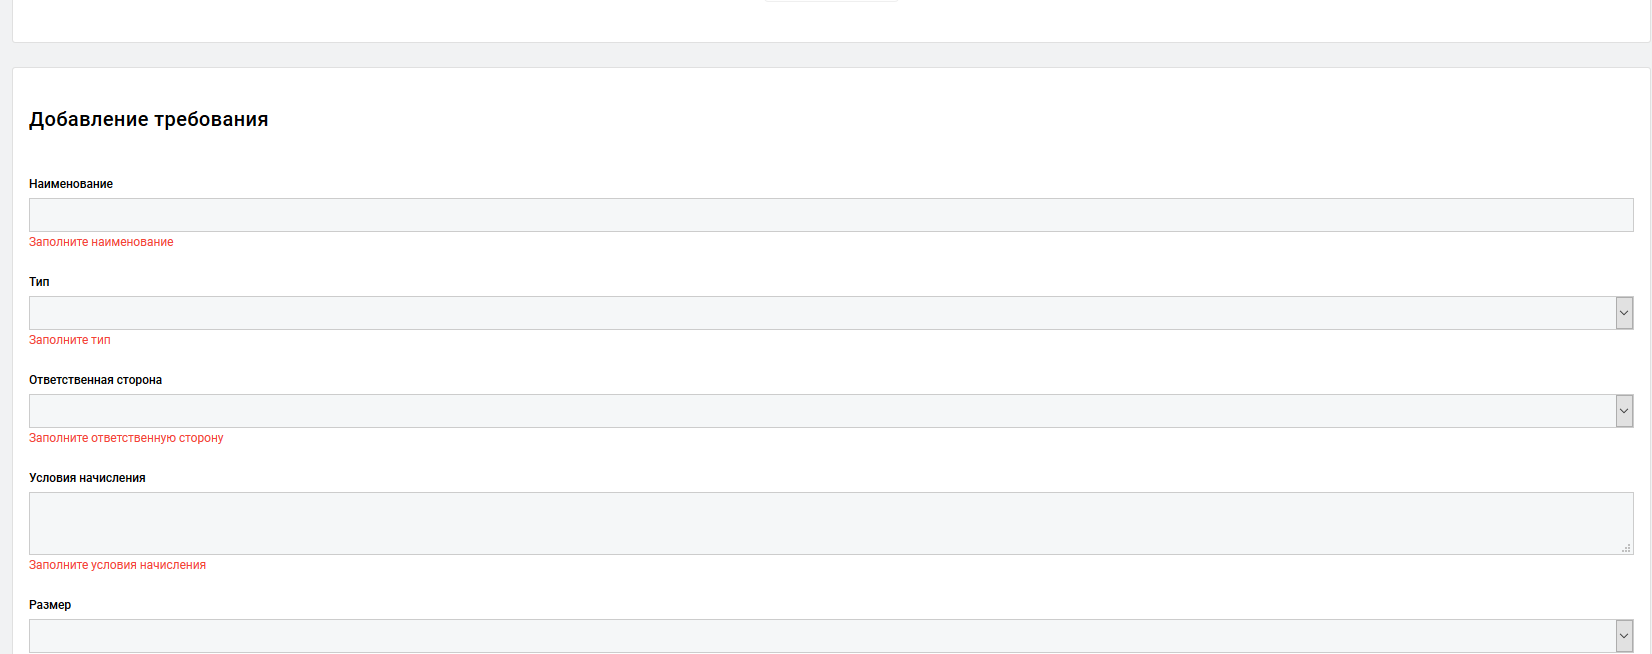 Добавление требования
Наименование
Заполните наименование
Тип
Заполните тип
Ответственная сторона
Заполните ответственную сторону
Условия начисления
Заполните условия начисления
Размер